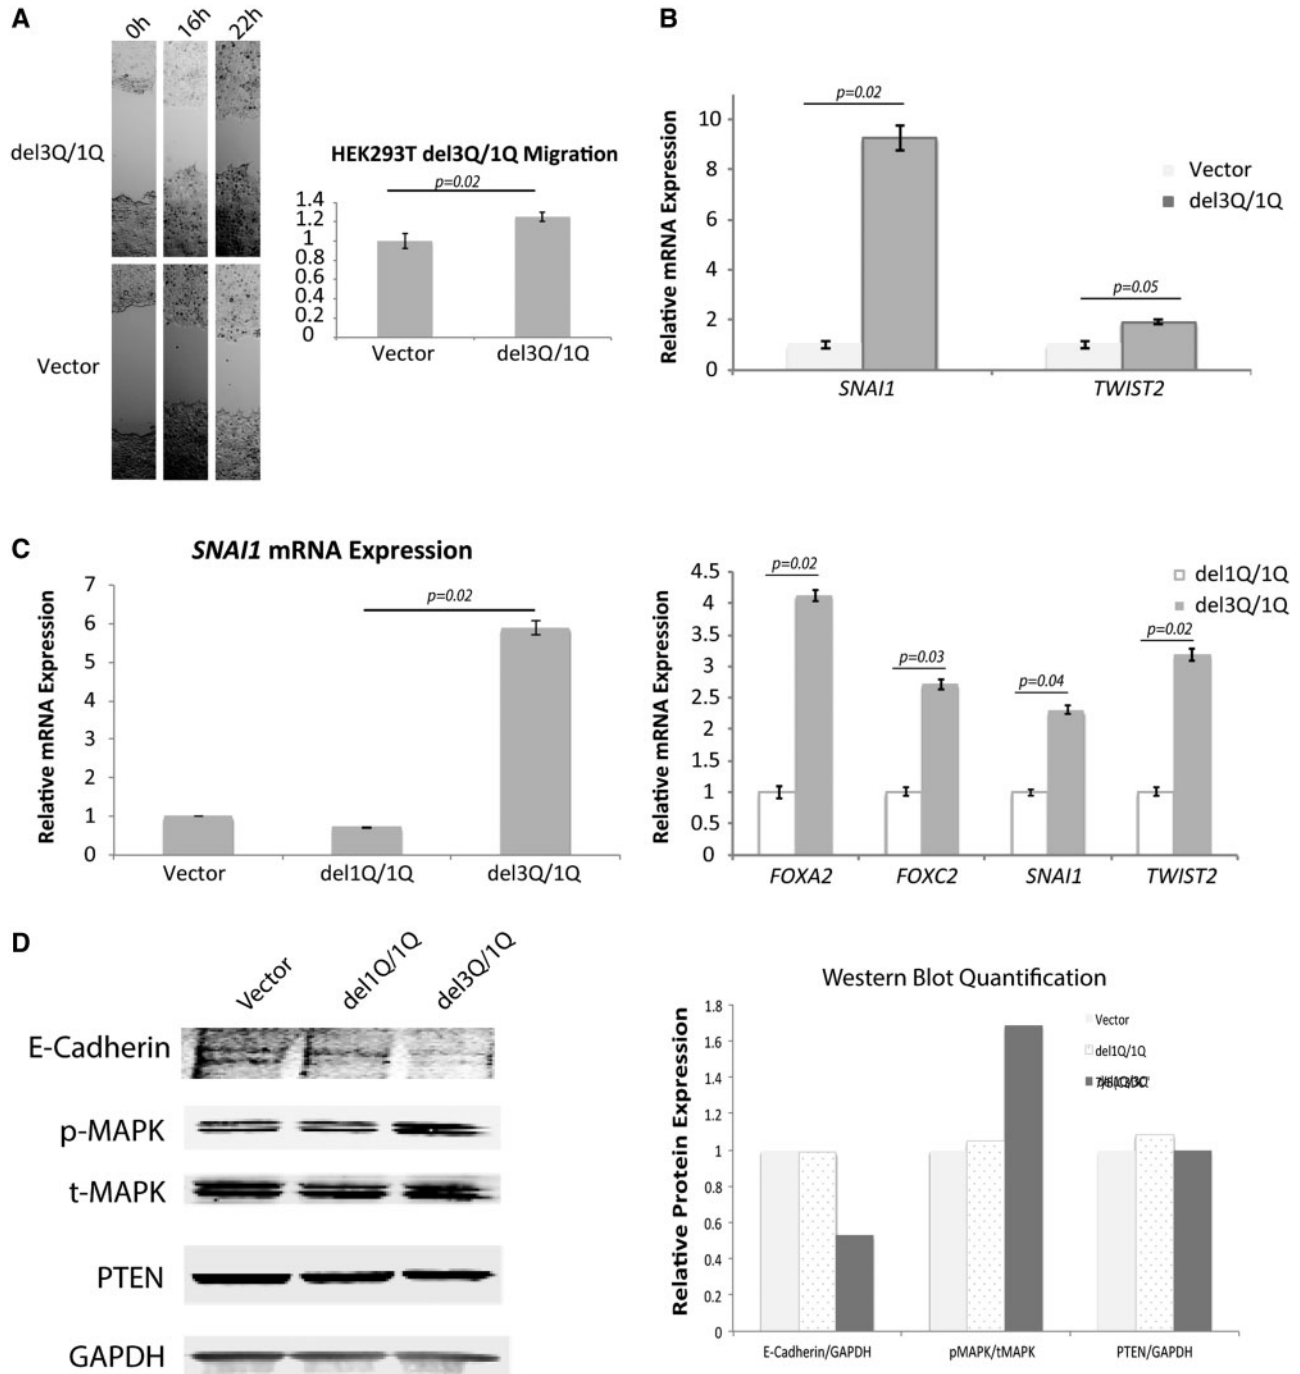 A
0h 16h 22h
del3Q/1Q
Vector
HEK293T del3Q/1Q Migration
p=0.02
1.4
1.2
1
0.8
0.6
0.4
0.2
0
Vector del3Q/1Q
B
Relative mRNA Expression
10
8
6
4
2
0
p=0.02
p=0.05
Vector
del3Q/1Q
SNAI1 TWIST2
C
SNAI1 mRNA Expression
Relative mRNA Expression
7
6
5
4
3
2
1
0
p=0.02
Vector del1Q/1Q del3Q/1Q
Relative mRNA Expression
4.5
4
3.5
3
2.5
2
1.5
1
0.5
0
p=0.02
p=0.03
p=0.04
p=0.02
del1Q/1Q
del3Q/1Q
FOXA2 FOXC2 SNAI1 TWIST2
D
Vector del1Q/1Q del3Q/1Q
E-Cadherin
p-MAPK
t-MAPK
PTEN
GAPDH
Western Blot Quantification
Relative Protein Expression
1.8
1.6
1.4
1.2
1
0.8
0.6
0.4
0.2
0
Vector
del1Q/1Q
E-Cadherin/GAPDH pMAPK/tMAPK PTEN/GAPDH